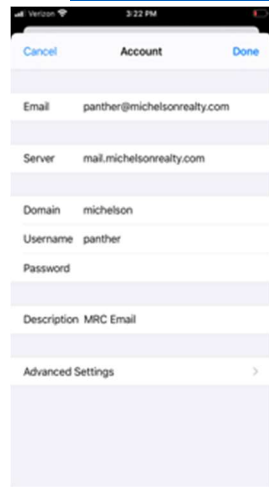 Verizon 3:22 PM
Cancel Account Done
Email panther@michelsonrealty.com
Server mail.michelsonrealty.com
Domain michelson
Username panther
Password
Description MRC Email
Advanced Settings